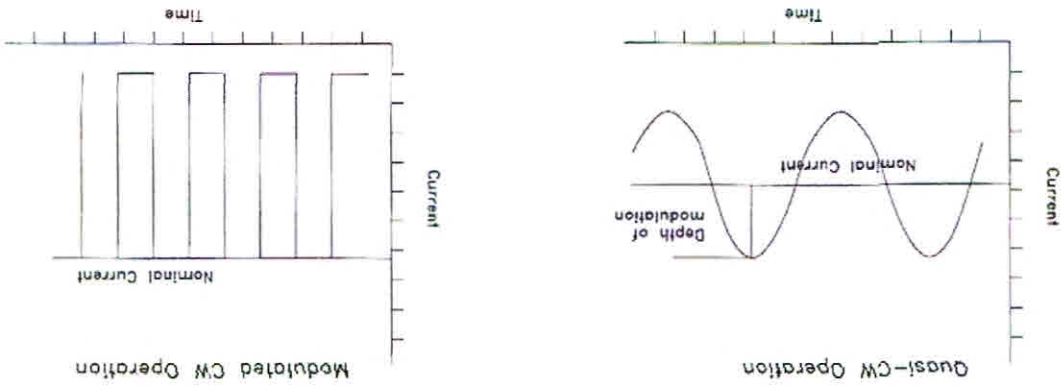 Quasi-CW Operation
Current
Depth of
modulation
Nominal Current
Time
Modulated CW Operation
Current
Nominal Current
Time